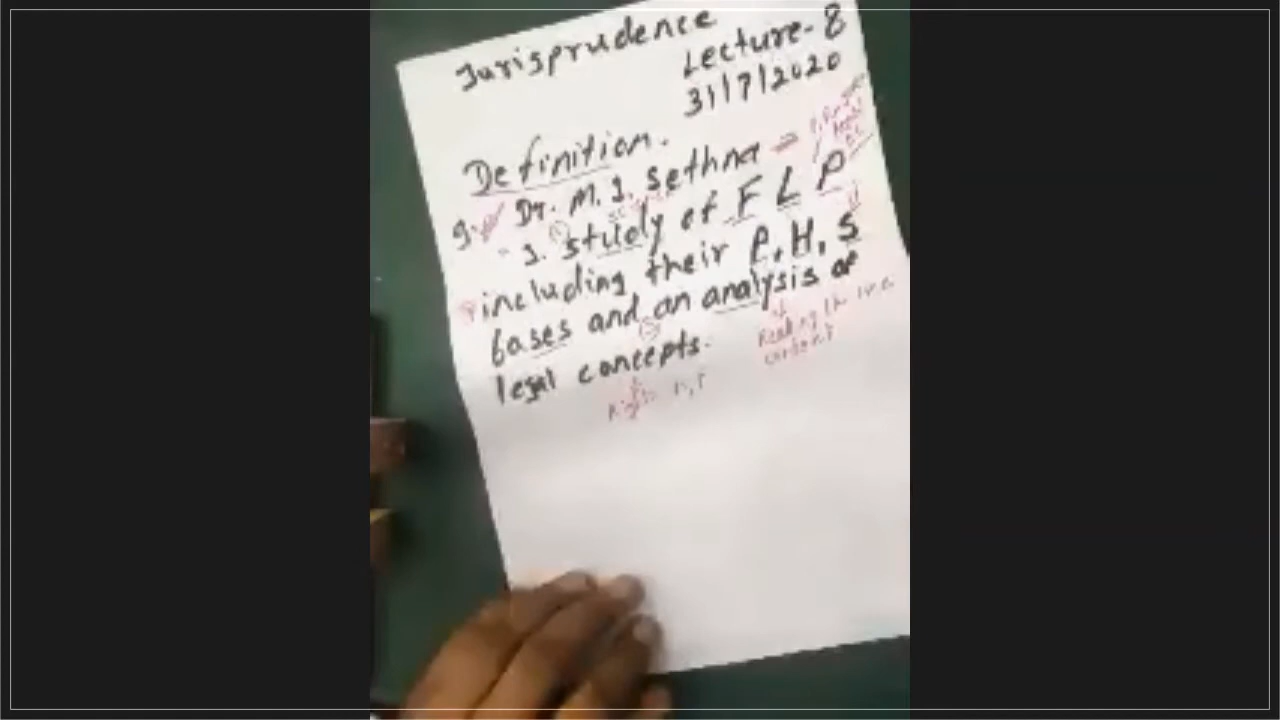 Jurisprudence
Lecture-8
31/7/2020
Definition.
9. Dr. M. J. Sethna
J. study of F L P
including their P, H, S
bases and an analysis of
legal concepts.